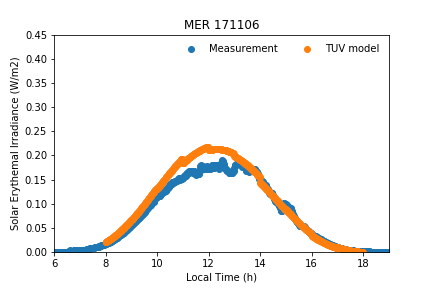 MER 171106
Measurement
TUV model
Solar Erythemal Irradiance (W/m2)
0.45
0.40
0.35
0.30
0.25
0.20
0.15
0.10
0.05
0.00
6 8 10 12 14 16 18
Local Time (h)